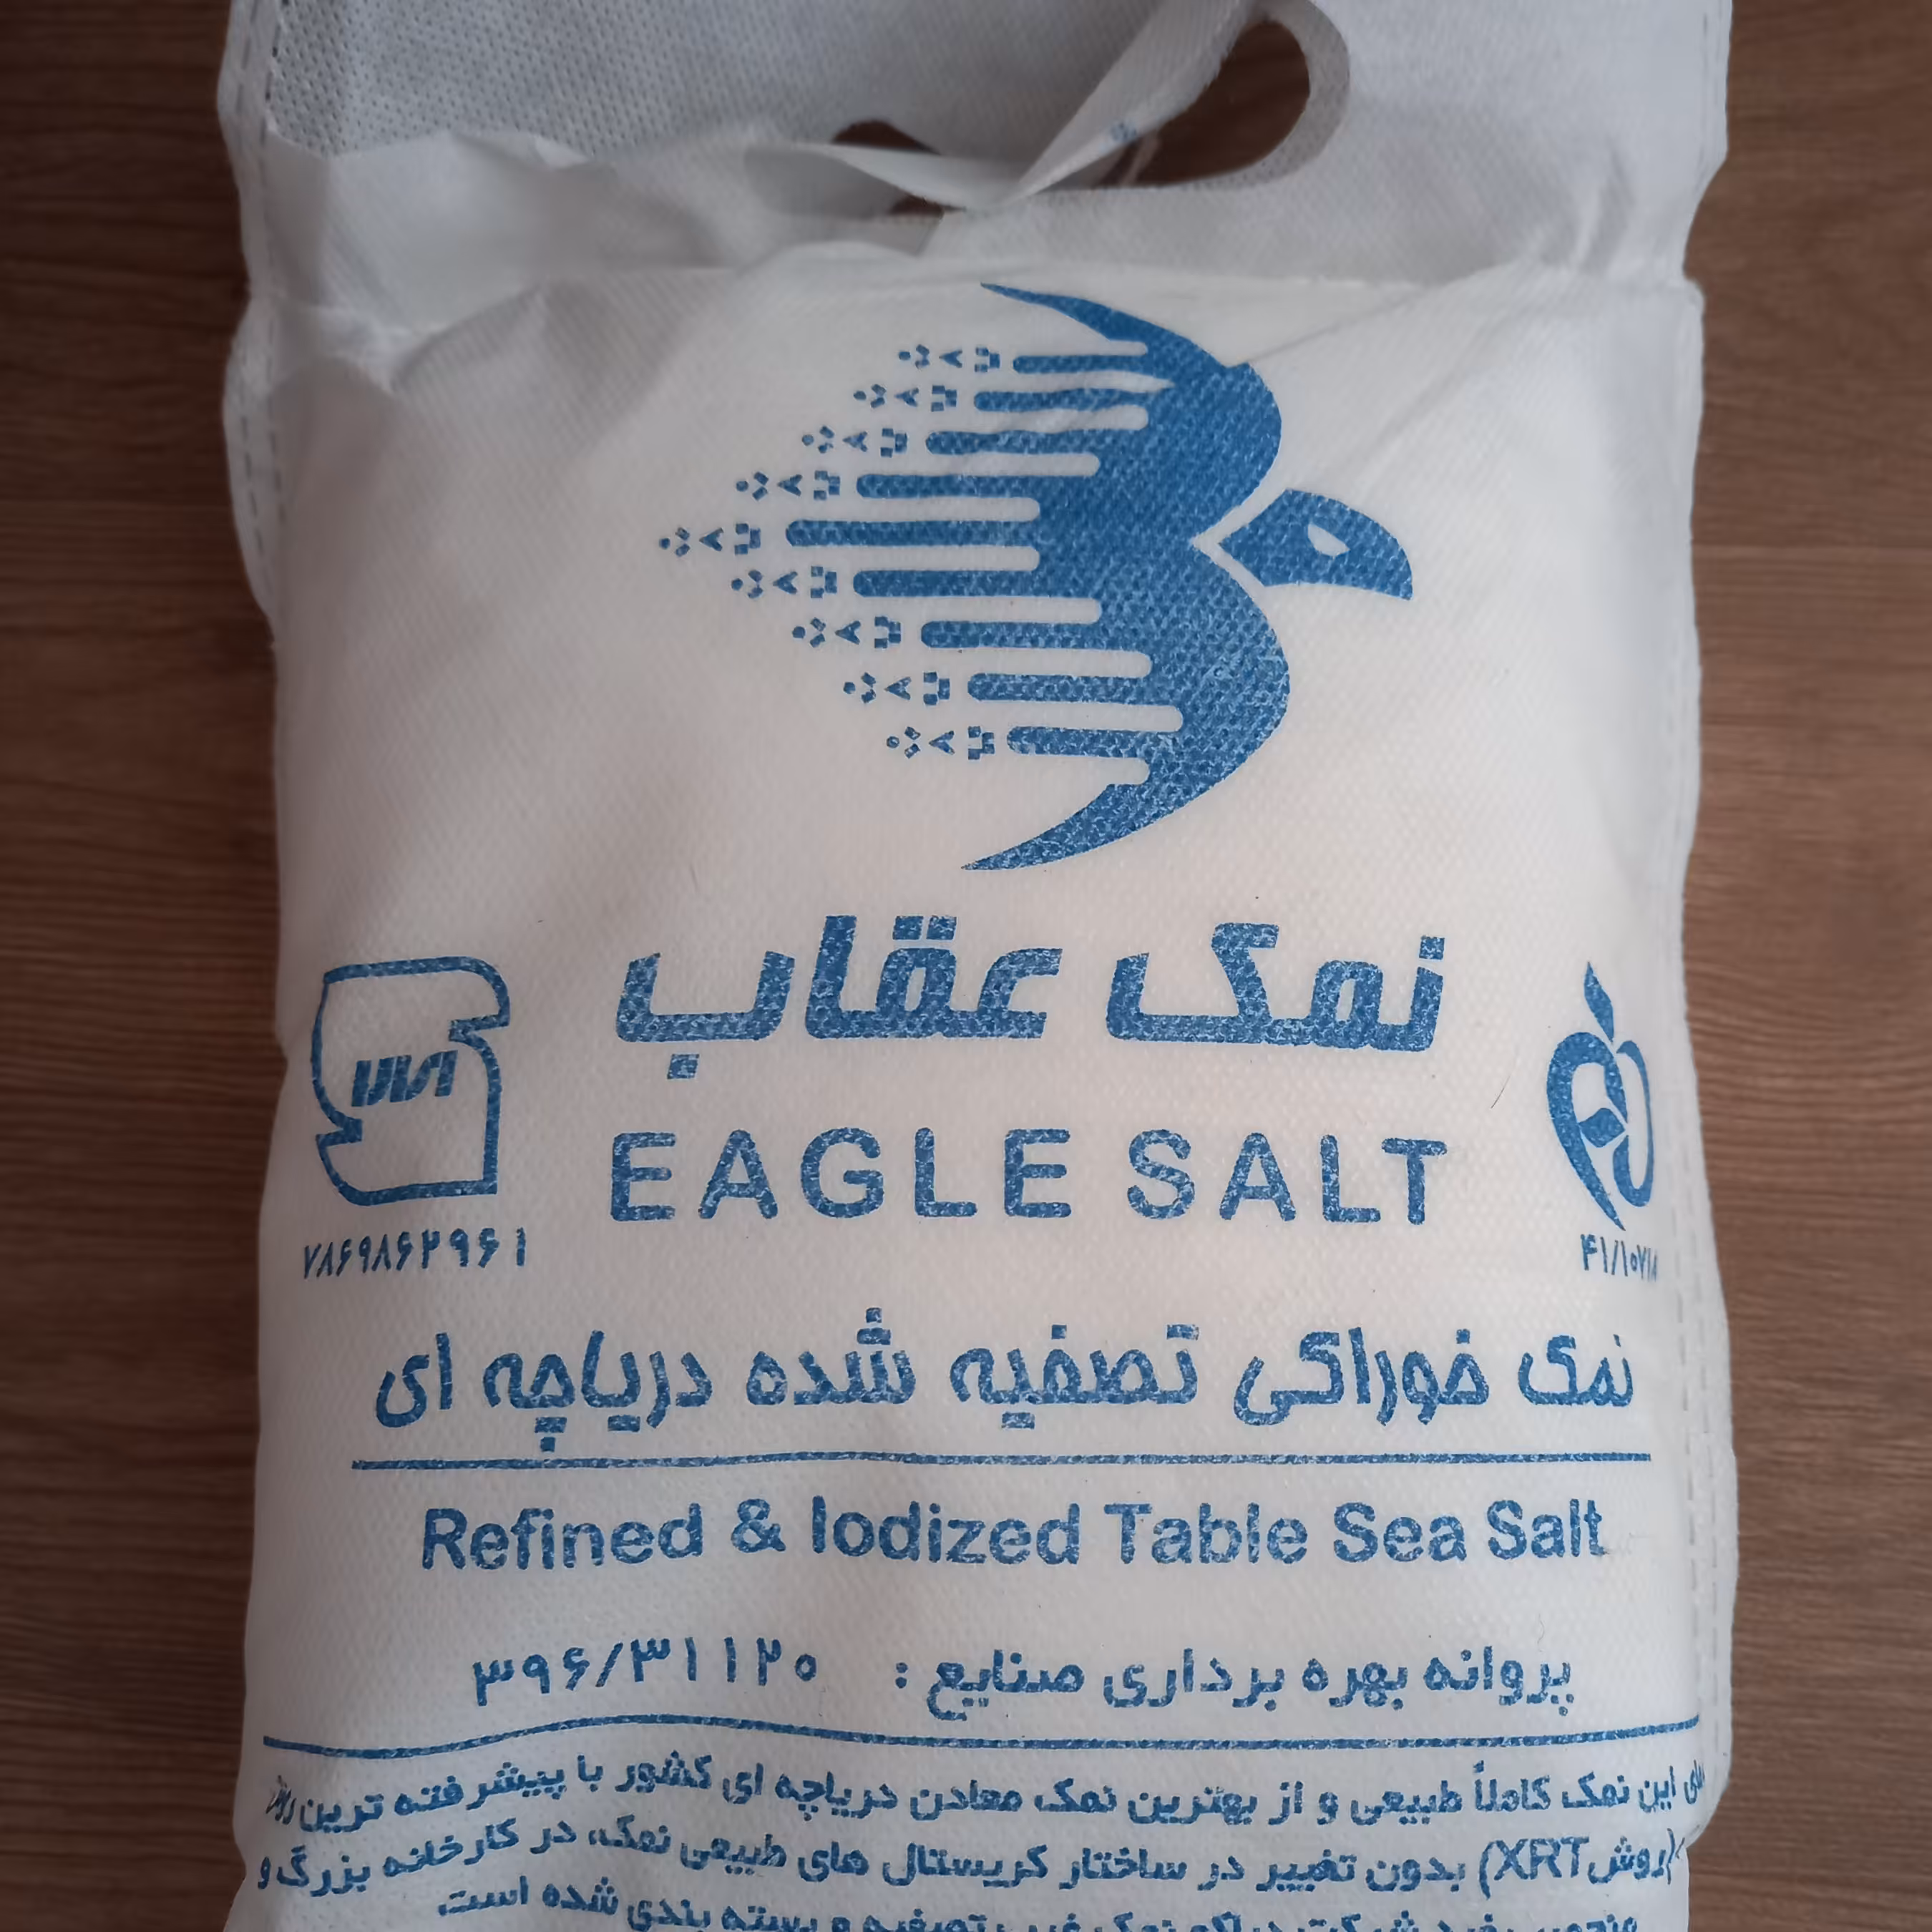 نمک عقاب
EAGLE SALT
۷۸۶۹۸۶۲۹۶۱
نمک خوراکی تصفیه شده دریاچه ای
Refined & Iodized Table Sea Salt
پروانه بهره برداری صنایع : ۳۹۶/۳۱۱۲۰
این نمک کاملاً طبیعی و از بهترین نمک معادن دریاچه ای کشور با پیشرفته ترین
(روش XRT) بدون تغییر در ساختار کریستال های طبیعی نمک، در کارخانه بزرگ و
تصفیه و بسته بندی شده است